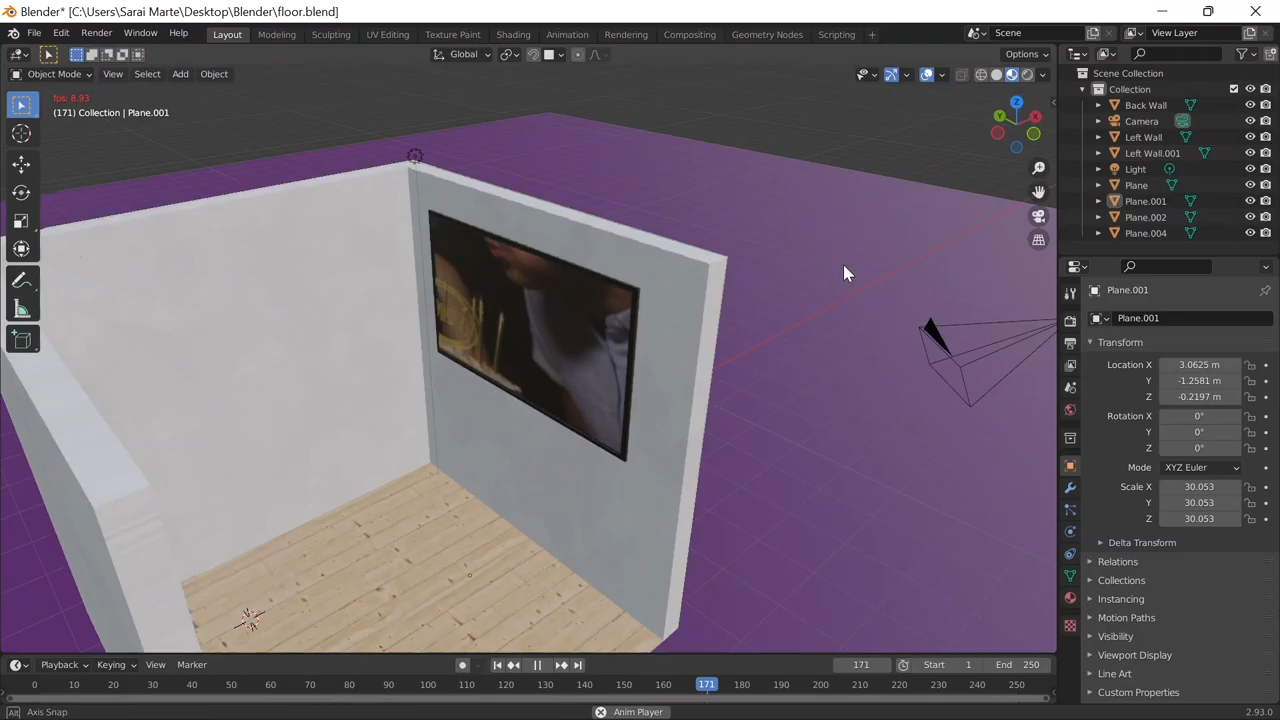 Blender* [C:\Users\Sarai Marte\Desktop\Blender\floor.blend]
File Edit Render Window Help Layout Modeling Sculpting UV Editing Texture Paint Shading Animation Rendering Compositing Geometry Nodes Scripting + Scene View Layer
Global Options
Object Mode View Select Add Object
fps: 8.93
(171) Collection | Plane.001
Z
Y X
Scene Collection
Collection
Back Wall
Camera
Left Wall
Left Wall.001
Light
Plane
Plane.001
Plane.002
Plane.004
Plane.001
Plane.001
Transform
Location X 3.0625 m
Y -1.2581 m
Z -0.2197 m
Rotation X 0°
Y 0°
Z 0°
Mode XYZ Euler
Scale X 30.053
Y 30.053
Z 30.053
Delta Transform
Relations
Collections
Instancing
Motion Paths
Visibility
Viewport Display
Line Art
Custom Properties
Playback Keying View Marker 171 Start 1 End 250
0 10 20 30 40 50 60 70 80 90 100 110 120 130 140 150 160 171 180 190 200 210 220 230 240 250
Alt Axis Snap Anim Player 2.93.0